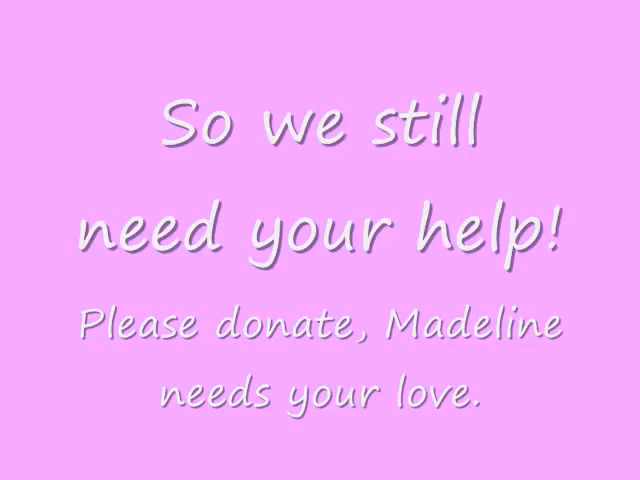 So we still
need your help!
Please donate, Madeline
needs your love.